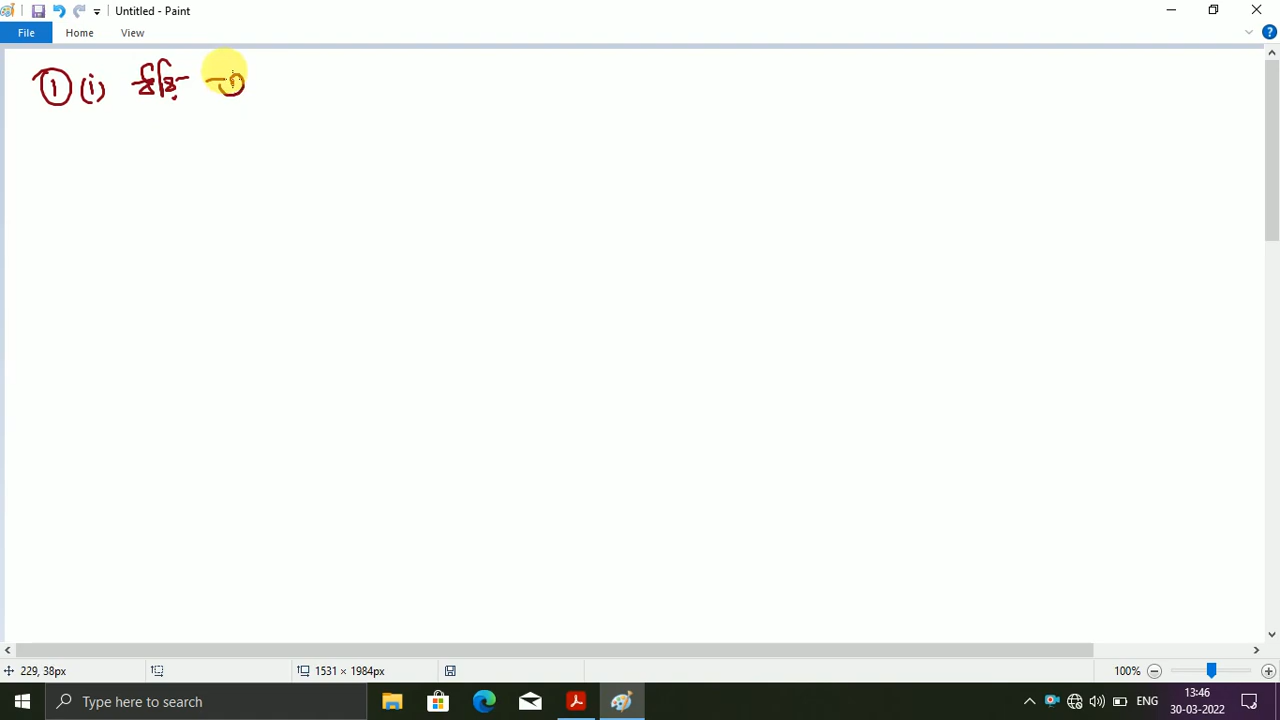 Untitled - Paint
File Home View
① (i)
229, 38px 1531 × 1984px 100%
Type here to search
ENG
13:46
30-03-2022